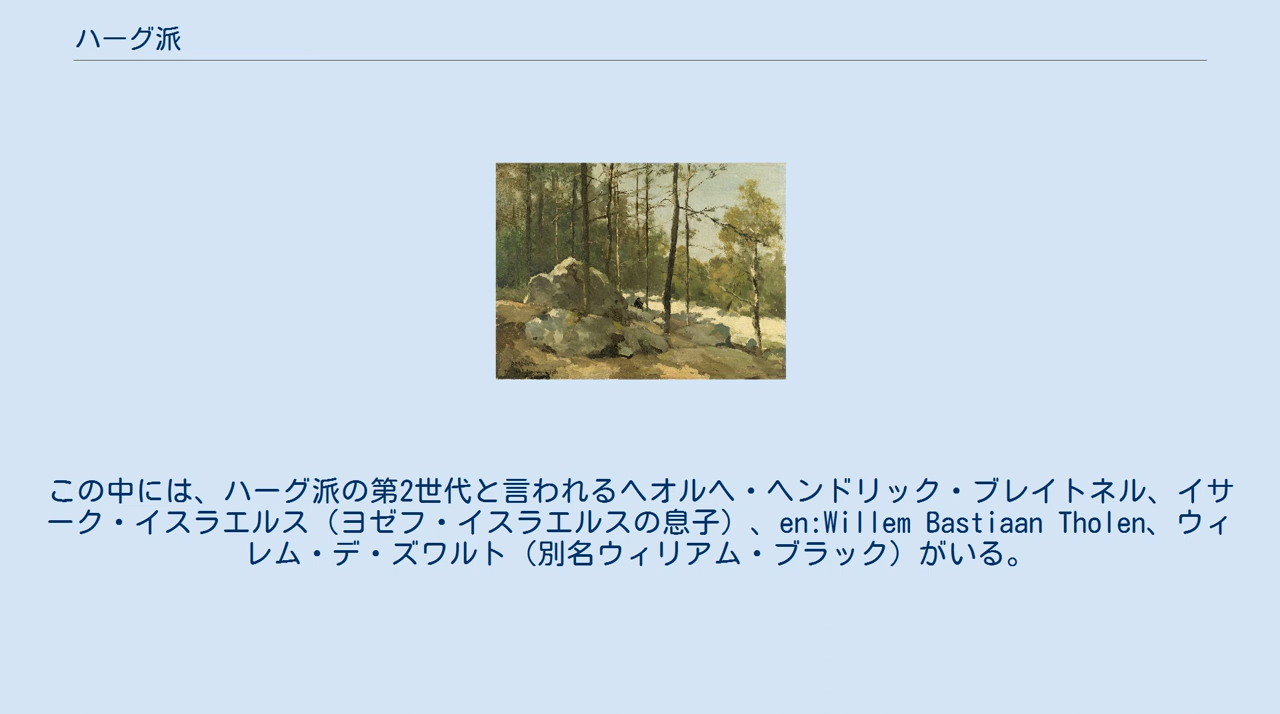 ハーグ派
この中には、ハーグ派の第2世代と言われるヘオルヘ・ヘンドリック・ブレイトネル、イサ
ーク・イスラエルス（ヨゼフ・イスラエルスの息子）、en:Willem Bastiaan Tholen、ウィ
レム・デ・ズワルト（別名ウィリアム・ブラック）がいる。